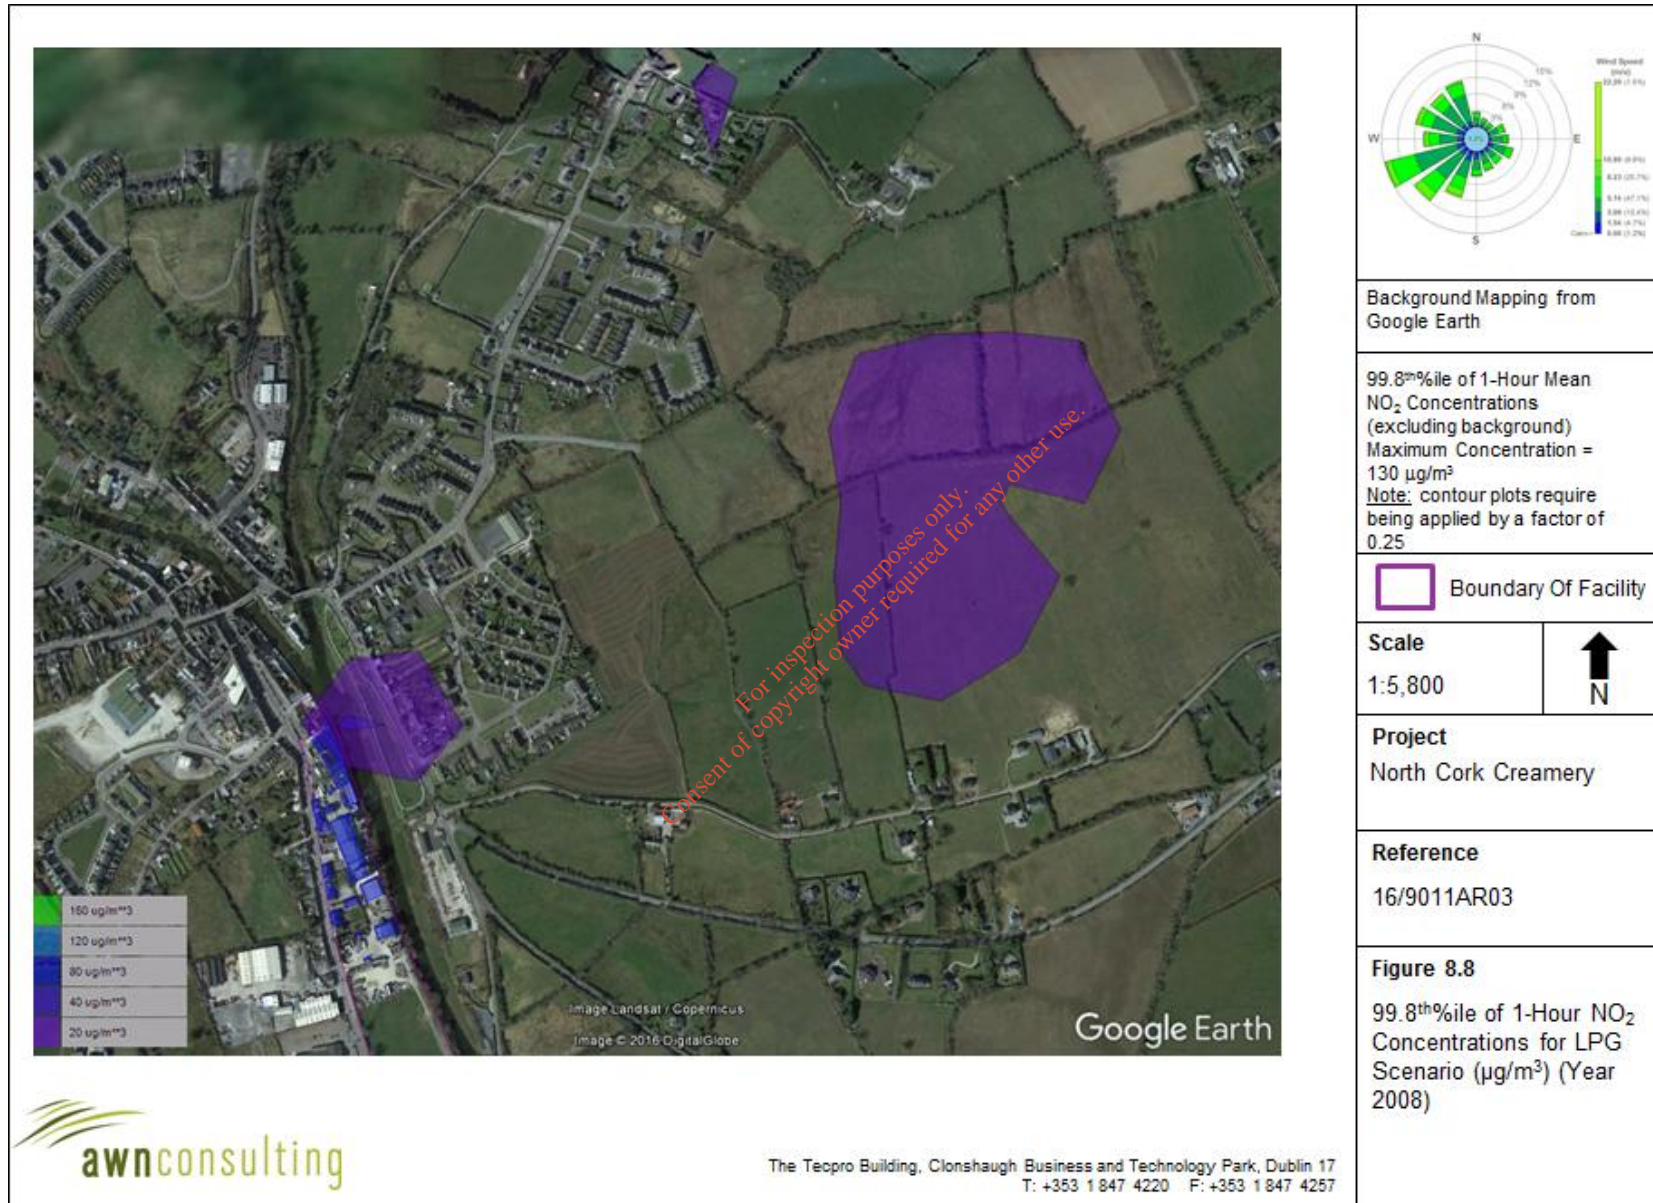 N
W
E
S
15%
12%
9%
Wind Speed
(m/s)
Background Mapping from
Google Earth
99.8th%ile of 1-Hour Mean
NO2 Concentrations
(excluding background)
Maximum Concentration =
130 µg/m³
Note: contour plots require
being applied by a factor of
0.25
Boundary Of Facility
Scale
1:5,800
N
Project
North Cork Creamery
Reference
16/9011AR03
Figure 8.8
99.8th%ile of 1-Hour NO2
Concentrations for LPG
Scenario (µg/m³) (Year
2008)
For inspection purposes only.
Consent of copyright owner required for any other use.
160 ug/m**3
120 ug/m**3
80 ug/m**3
40 ug/m**3
20 ug/m**3
Image Landsat / Copernicus
Image © 2016 DigitalGlobe
Google Earth
awnconsulting
The Tecpro Building, Clonshaugh Business and Technology Park, Dublin 17
T: +353 1 847 4220 F: +353 1 847 4257